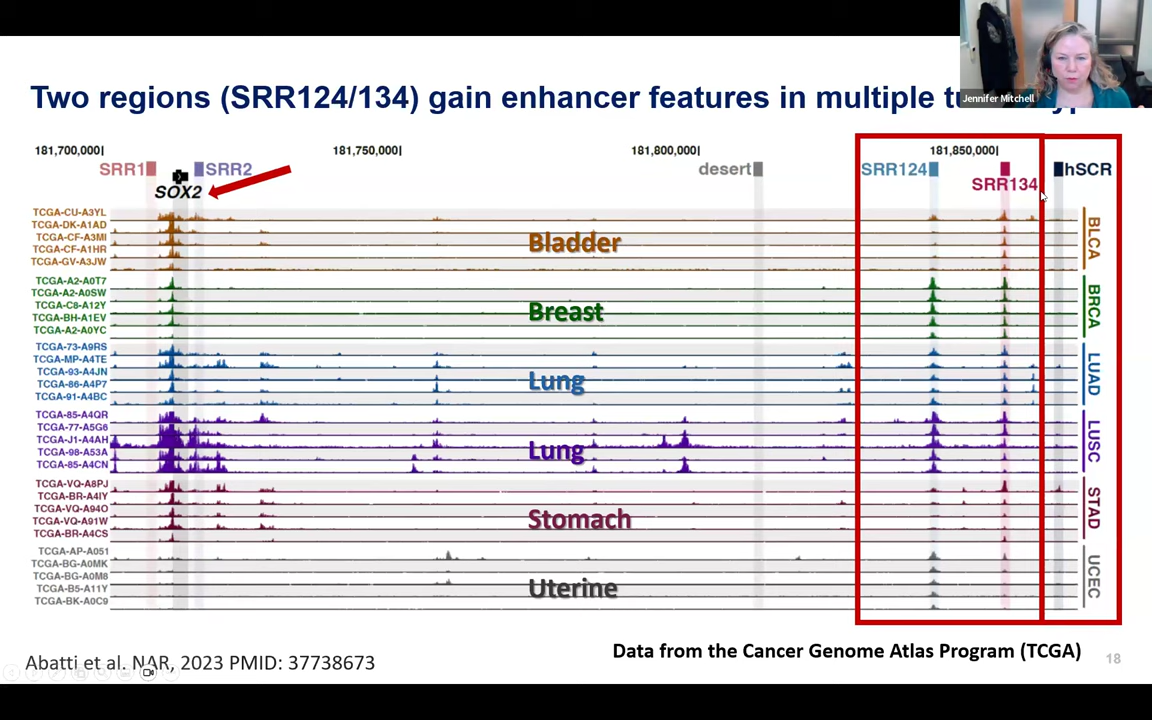 Two regions (SRR124/134) gain enhancer features in multiple
Jennifer Mitchell
181,700,000|
181,750,000|
181,800,000|
181,850,000|
SRR1
SRR2
desert
SRR124
hSCR
SOX2
SRR134
TCGA-CU-A3YL
TCGA-DK-A1AD
TCGA-CF-A3MI
TCGA-CF-A1HR
TCGA-GV-A3JW
Bladder
BLCA
TCGA-A2-A0T7
TCGA-A2-A0SW
TCGA-C8-A12Y
TCGA-BH-A1EV
TCGA-A2-A0YC
Breast
BRCA
TCGA-73-A9RS
TCGA-MP-A4TE
TCGA-93-A4JN
TCGA-86-A4P7
TCGA-91-A4BC
Lung
LUAD
TCGA-85-A4QR
TCGA-77-A5G6
TCGA-J1-A4AH
TCGA-98-A53A
TCGA-85-A4CN
Lung
LUSC
TCGA-VQ-A8PJ
TCGA-BR-A4IY
TCGA-VQ-A94O
TCGA-VQ-A91W
TCGA-BR-A4CS
Stomach
STAD
TCGA-AP-A051
TCGA-BG-A0MK
TCGA-BG-A0M8
TCGA-B5-A11Y
TCGA-BK-A0C9
Uterine
UCEC
Data from the Cancer Genome Atlas Program (TCGA)
Abatti et al. NAR, 2023 PMID: 37738673
18